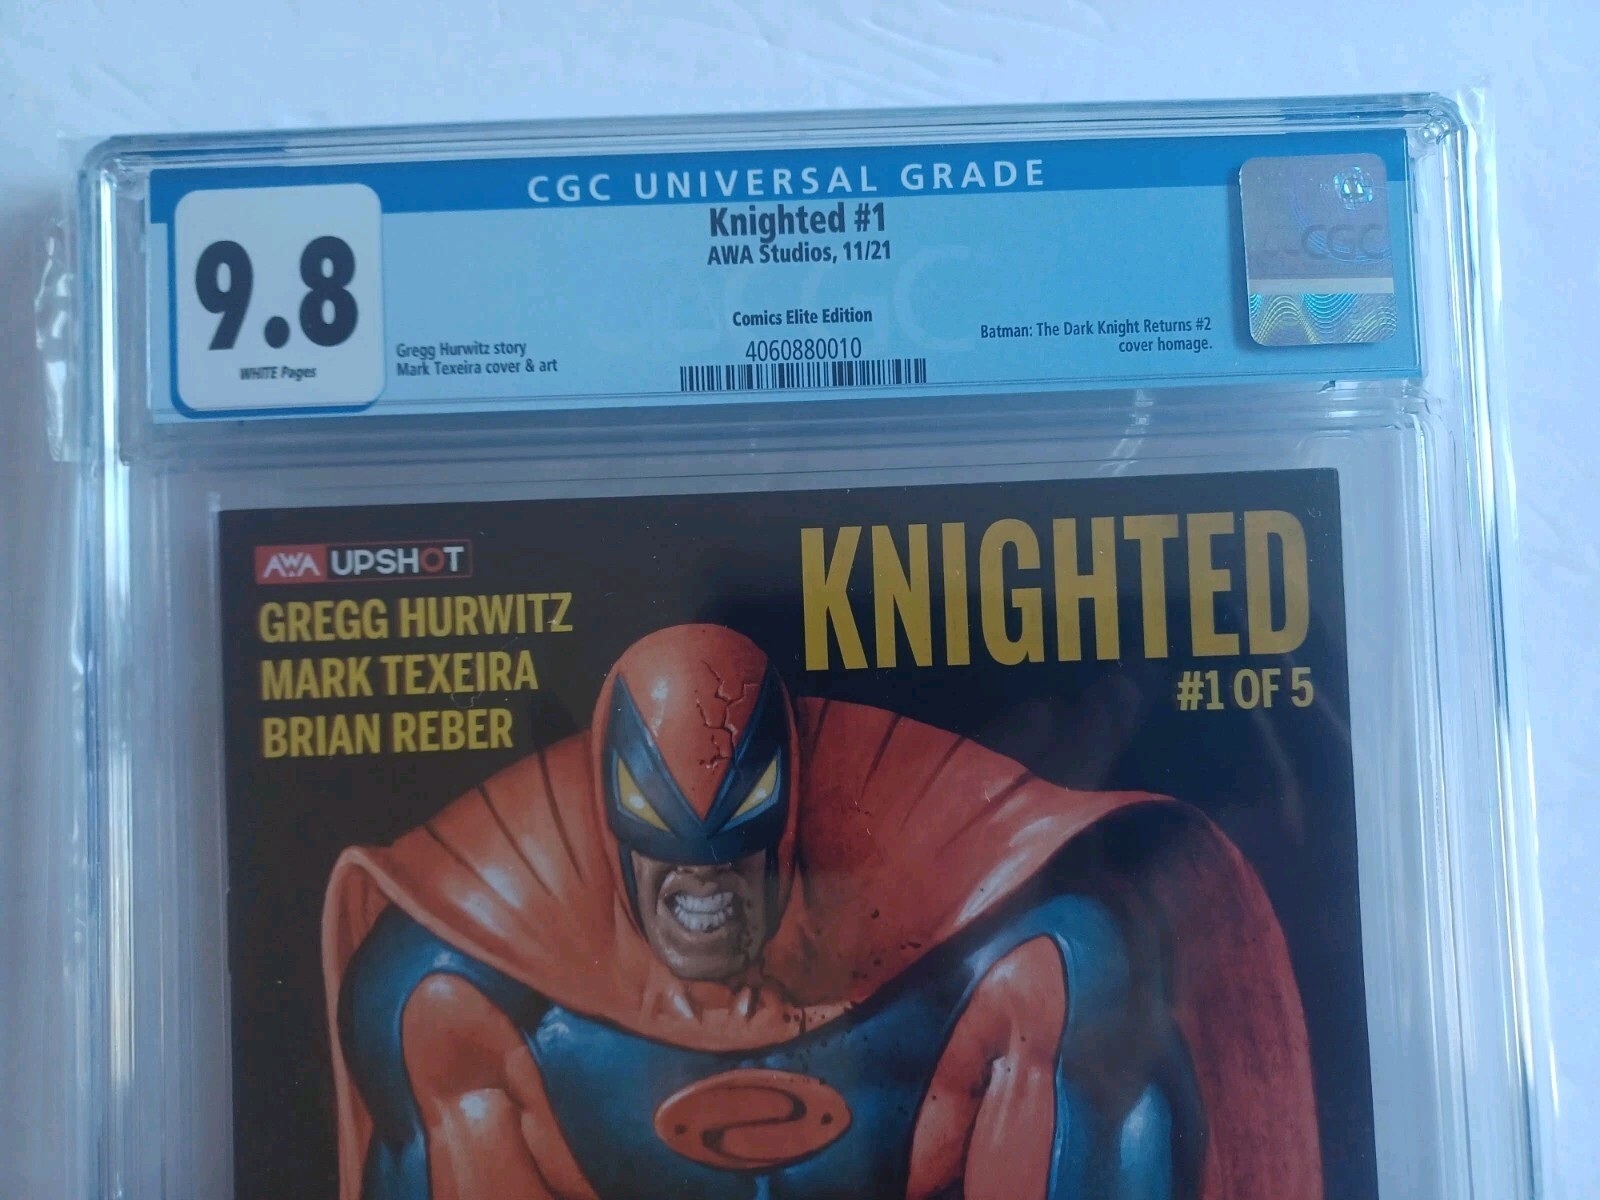 CGC UNIVERSAL GRADE
9.8
WHITE Pages
Knighted #1
AWA Studios, 11/21
Comics Elite Edition
4060880010
Gregg Hurwitz story
Mark Texeira cover & art
Batman: The Dark Knight Returns #2
cover homage.
CGC
CGC
AWA UPSHOT
GREGG HURWITZ
MARK TEXEIRA
BRIAN REBER
KNIGHTED
#1 OF 5